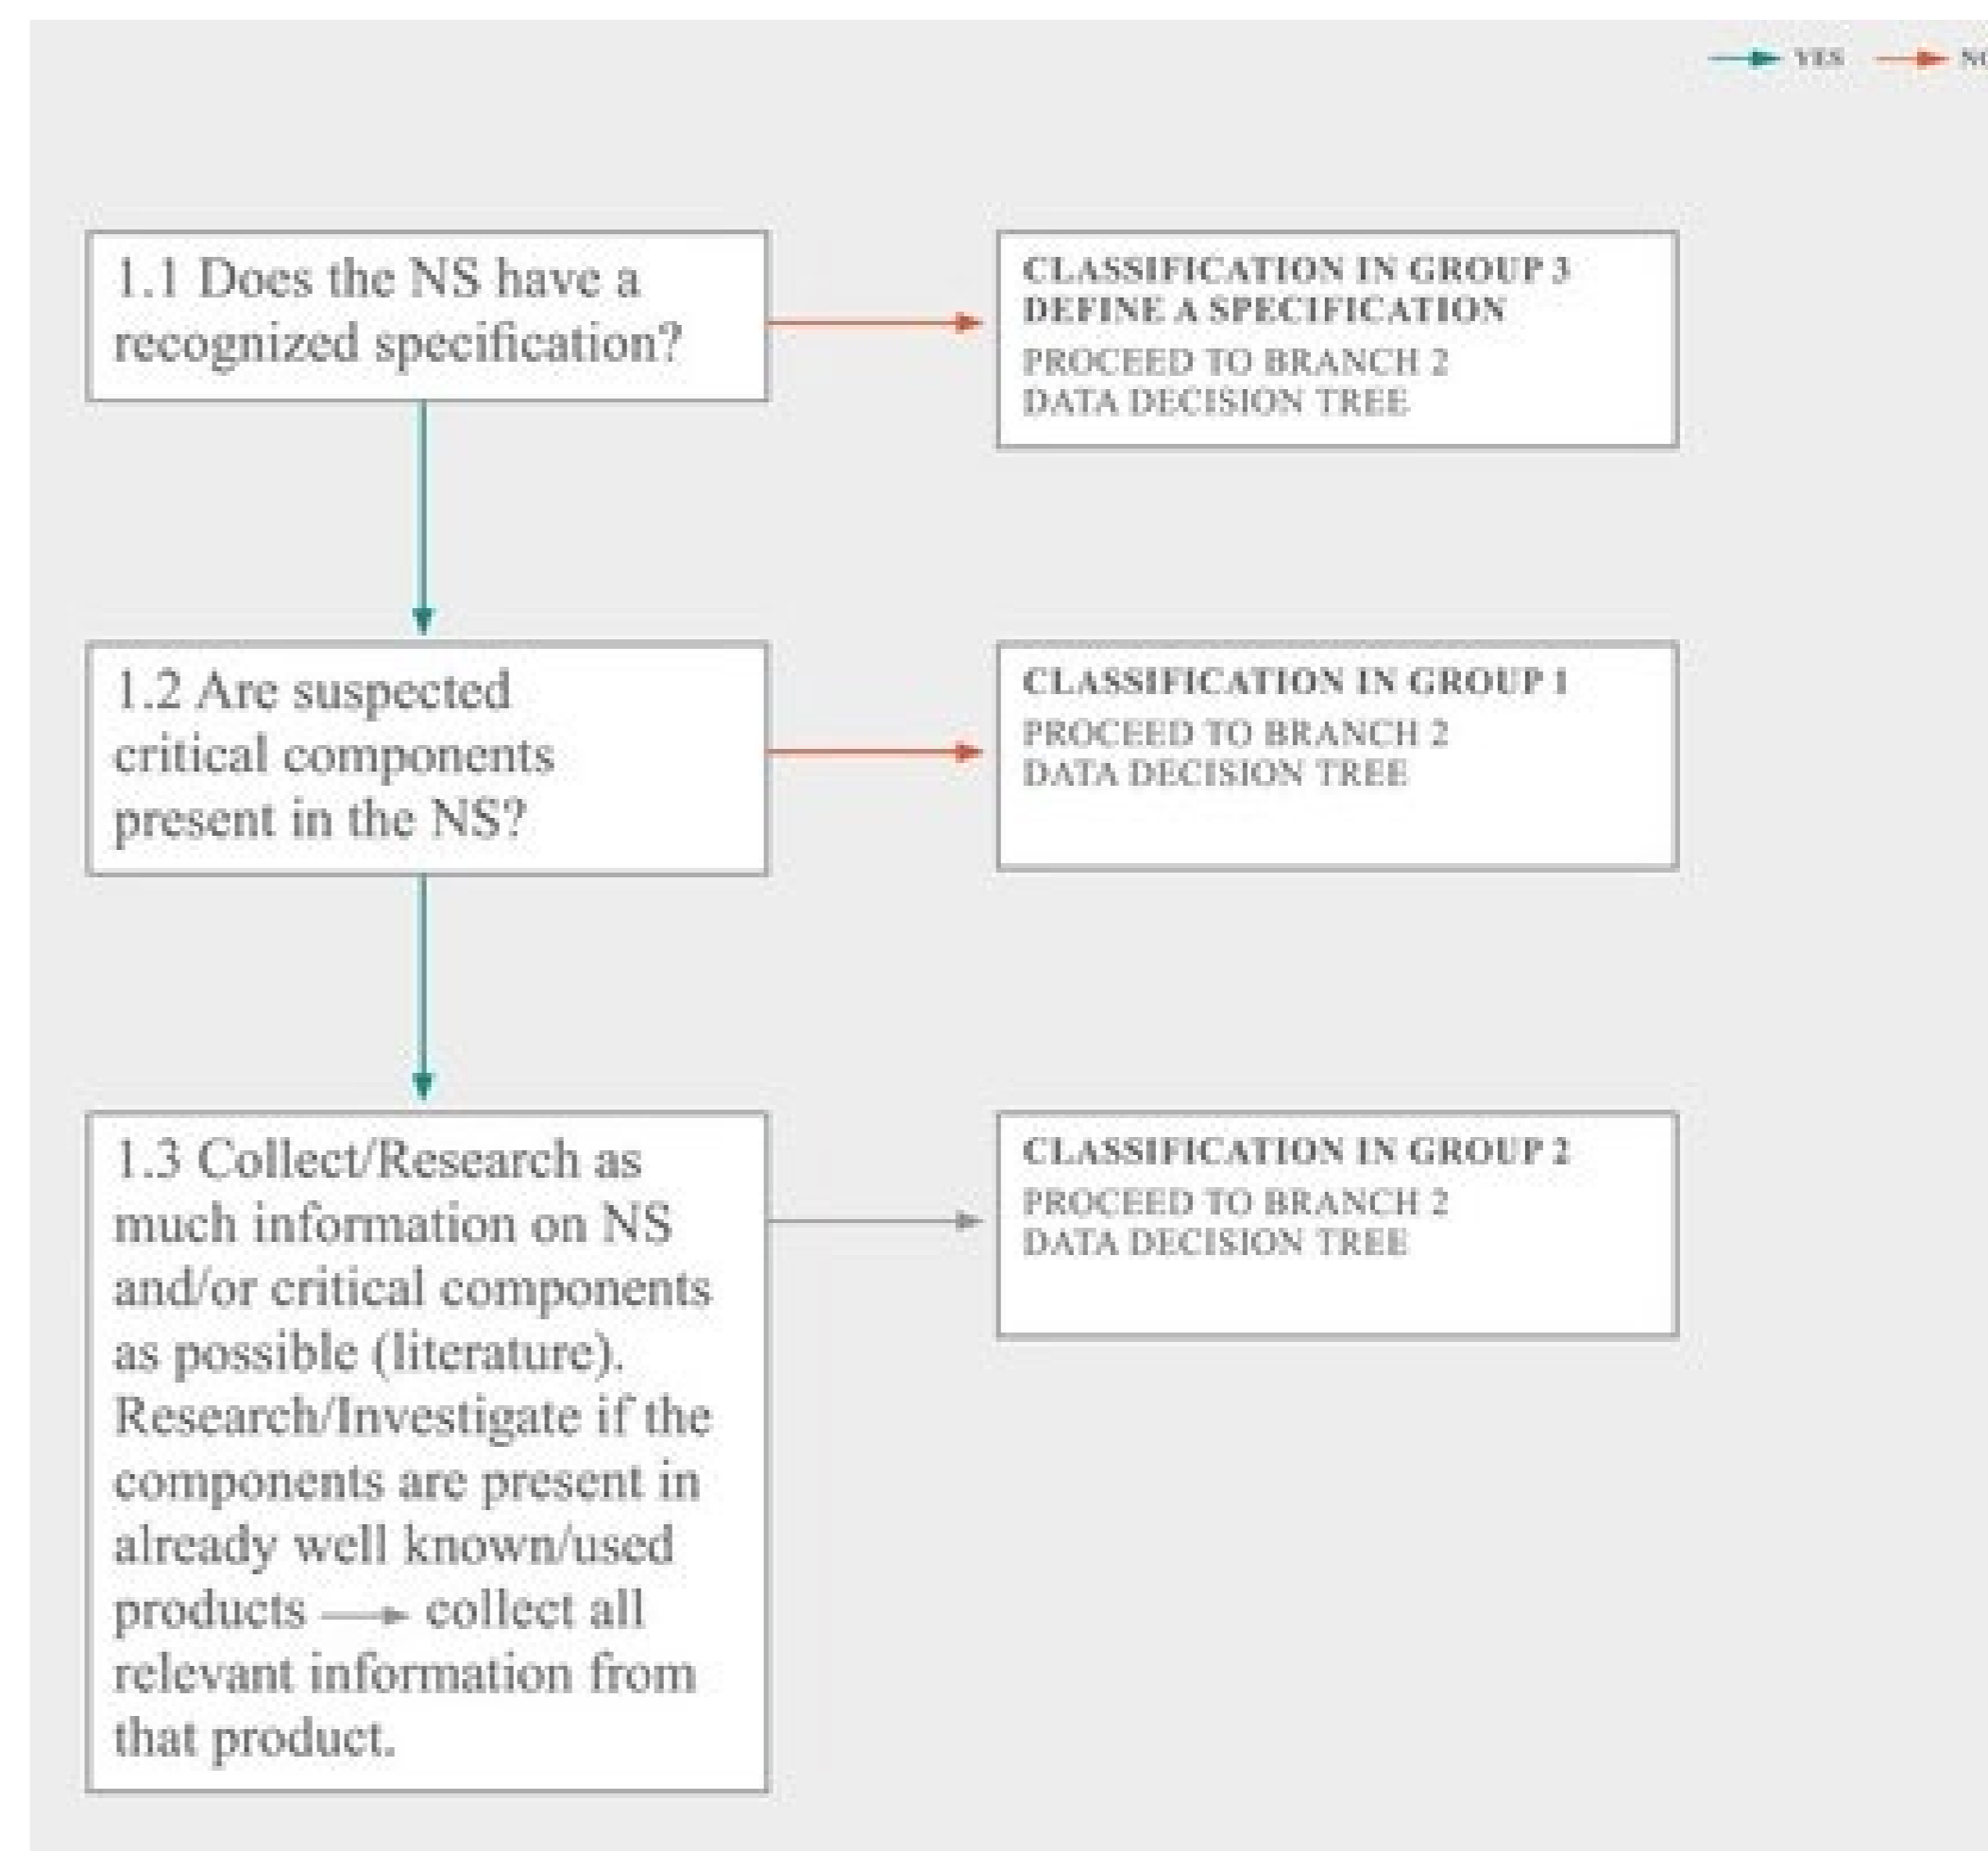 YES NO
1.1 Does the NS have a
recognized specification?
CLASSIFICATION IN GROUP 3
DEFINE A SPECIFICATION
PROCEED TO BRANCH 2
DATA DECISION TREE
1.2 Are suspected
critical components
present in the NS?
CLASSIFICATION IN GROUP 1
PROCEED TO BRANCH 2
DATA DECISION TREE
1.3 Collect/Research as
much information on NS
and/or critical components
as possible (literature).
Research/Investigate if the
components are present in
already well known/used
products → collect all
relevant information from
that product.
CLASSIFICATION IN GROUP 2
PROCEED TO BRANCH 2
DATA DECISION TREE